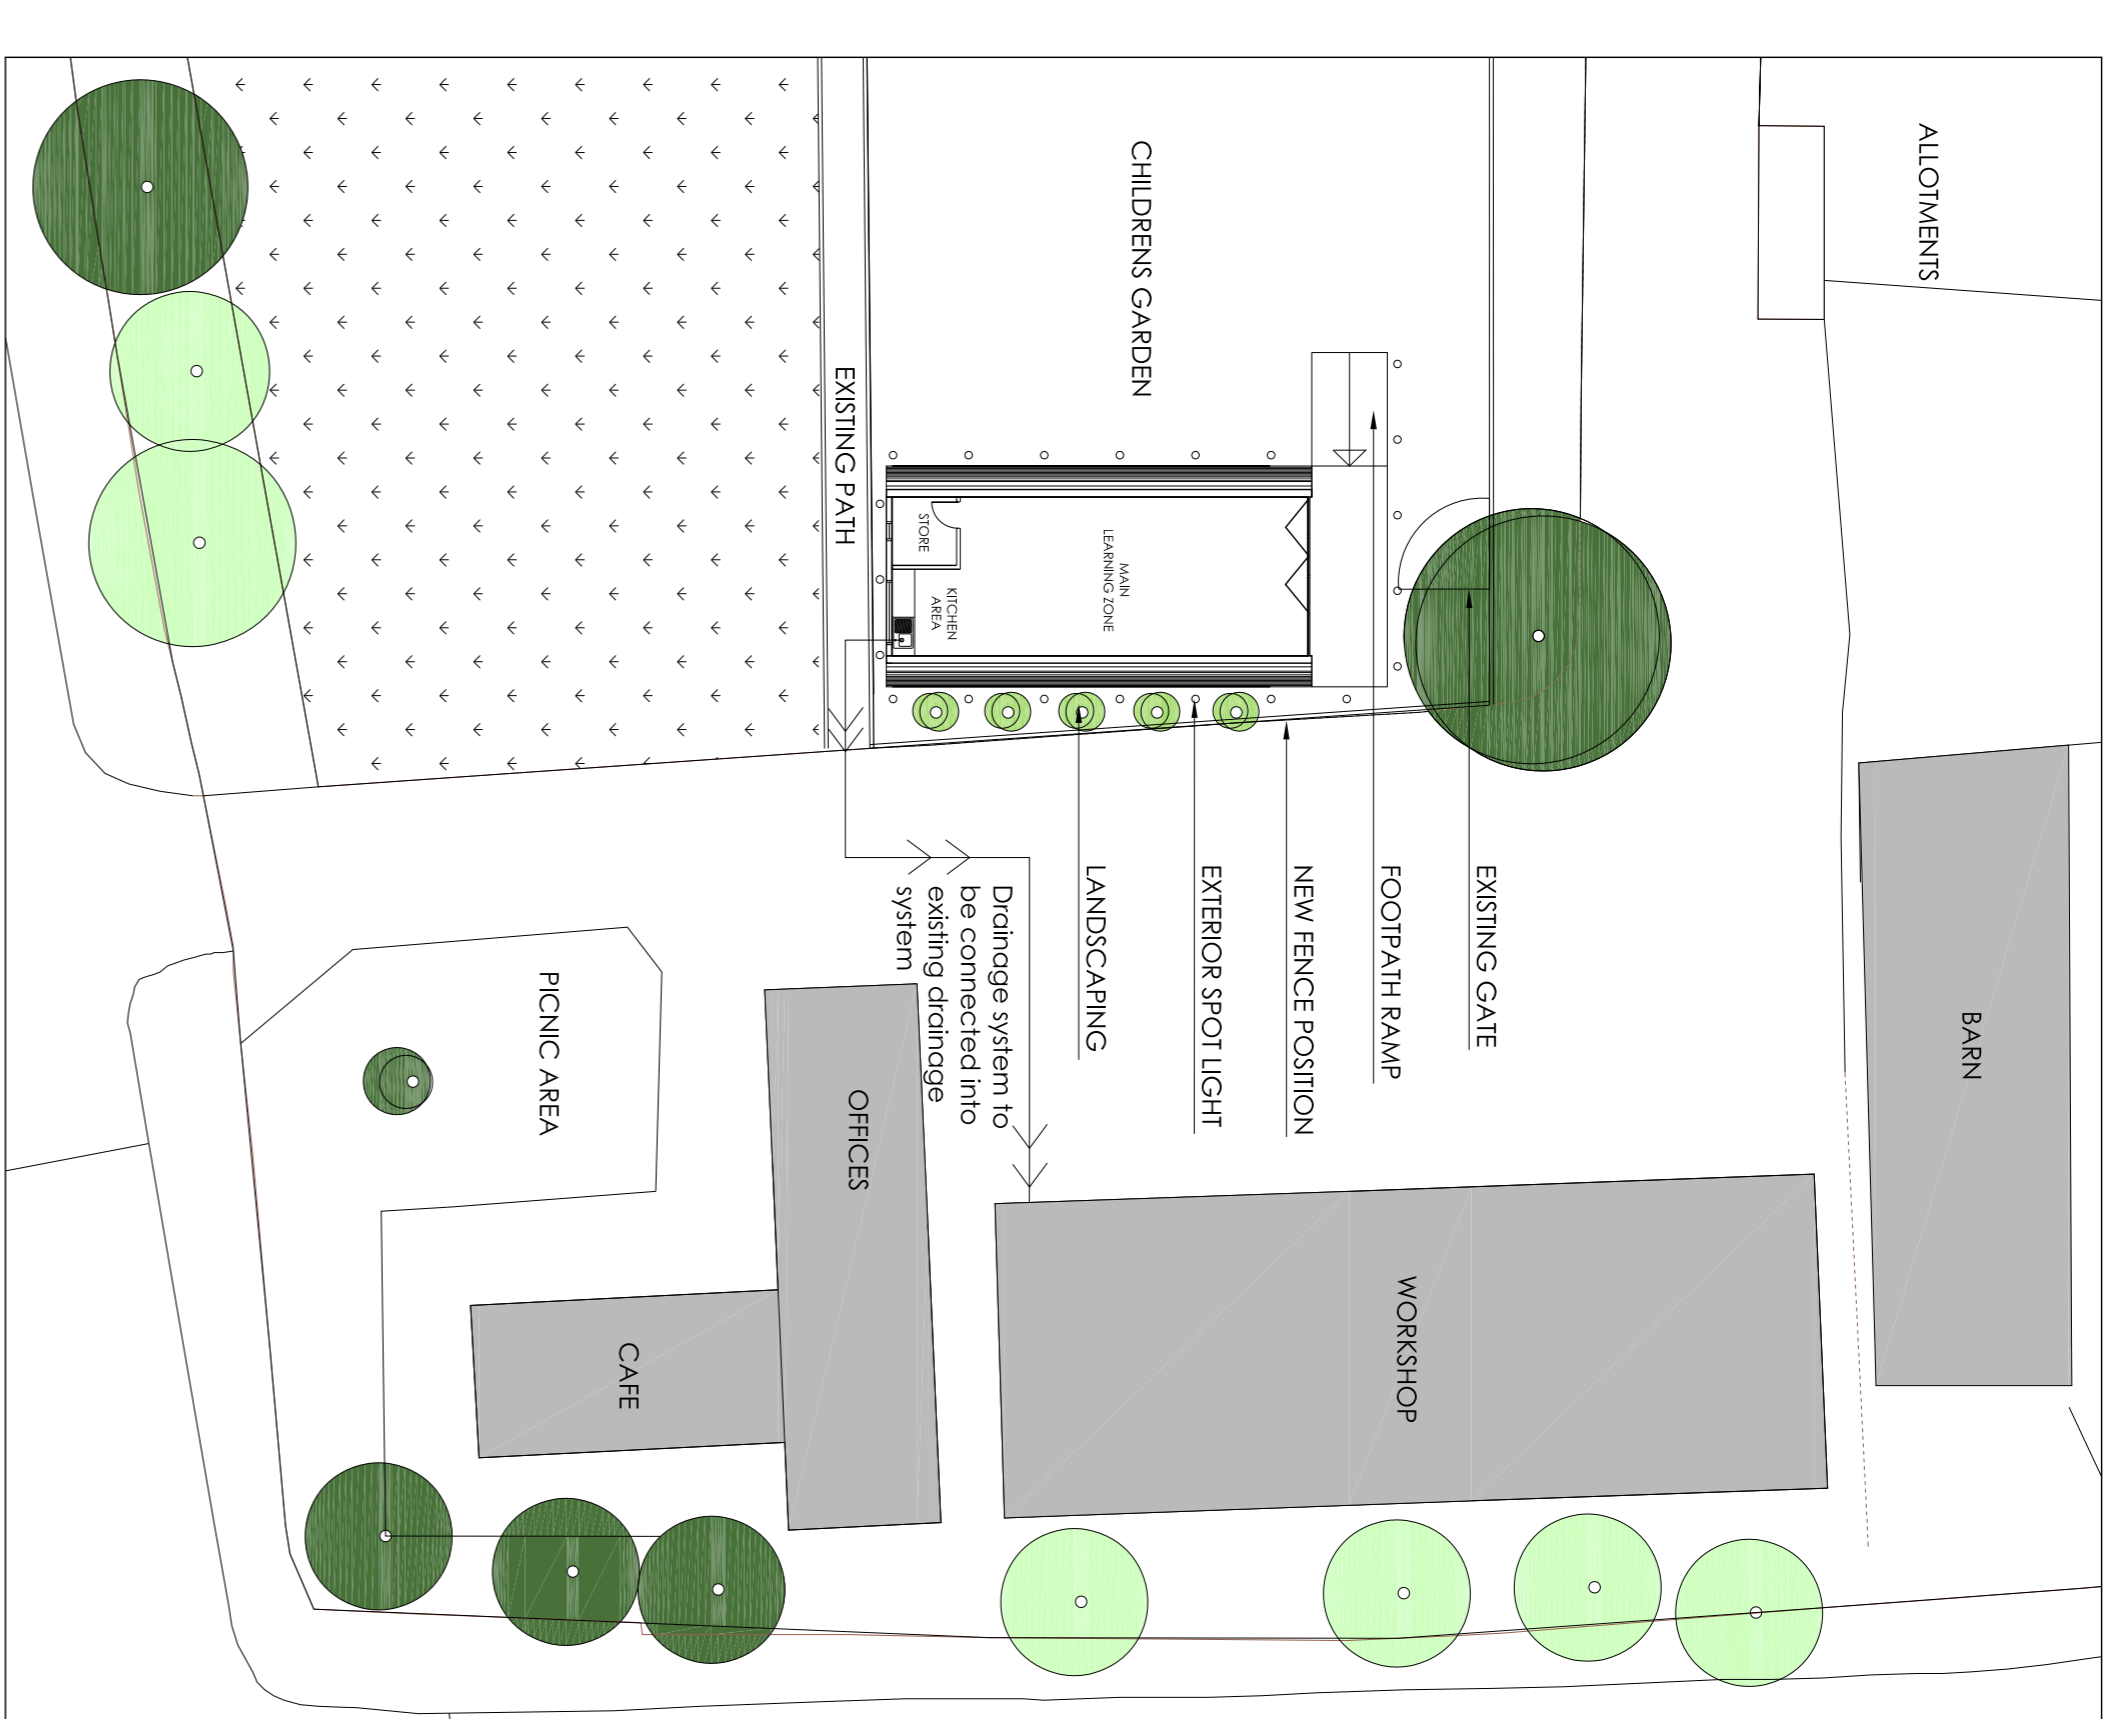 ALLOTMENTS
CHILDRENS GARDEN
EXISTING PATH
STORE
KITCHEN
AREA
MAIN
LEARNING ZONE
EXISTING GATE
FOOTPATH RAMP
NEW FENCE POSITION
EXTERIOR SPOT LIGHT
LANDSCAPING
Drainage system to
be connected into
existing drainage
system
BARN
PICNIC AREA
OFFICES
WORKSHOP
CAFE